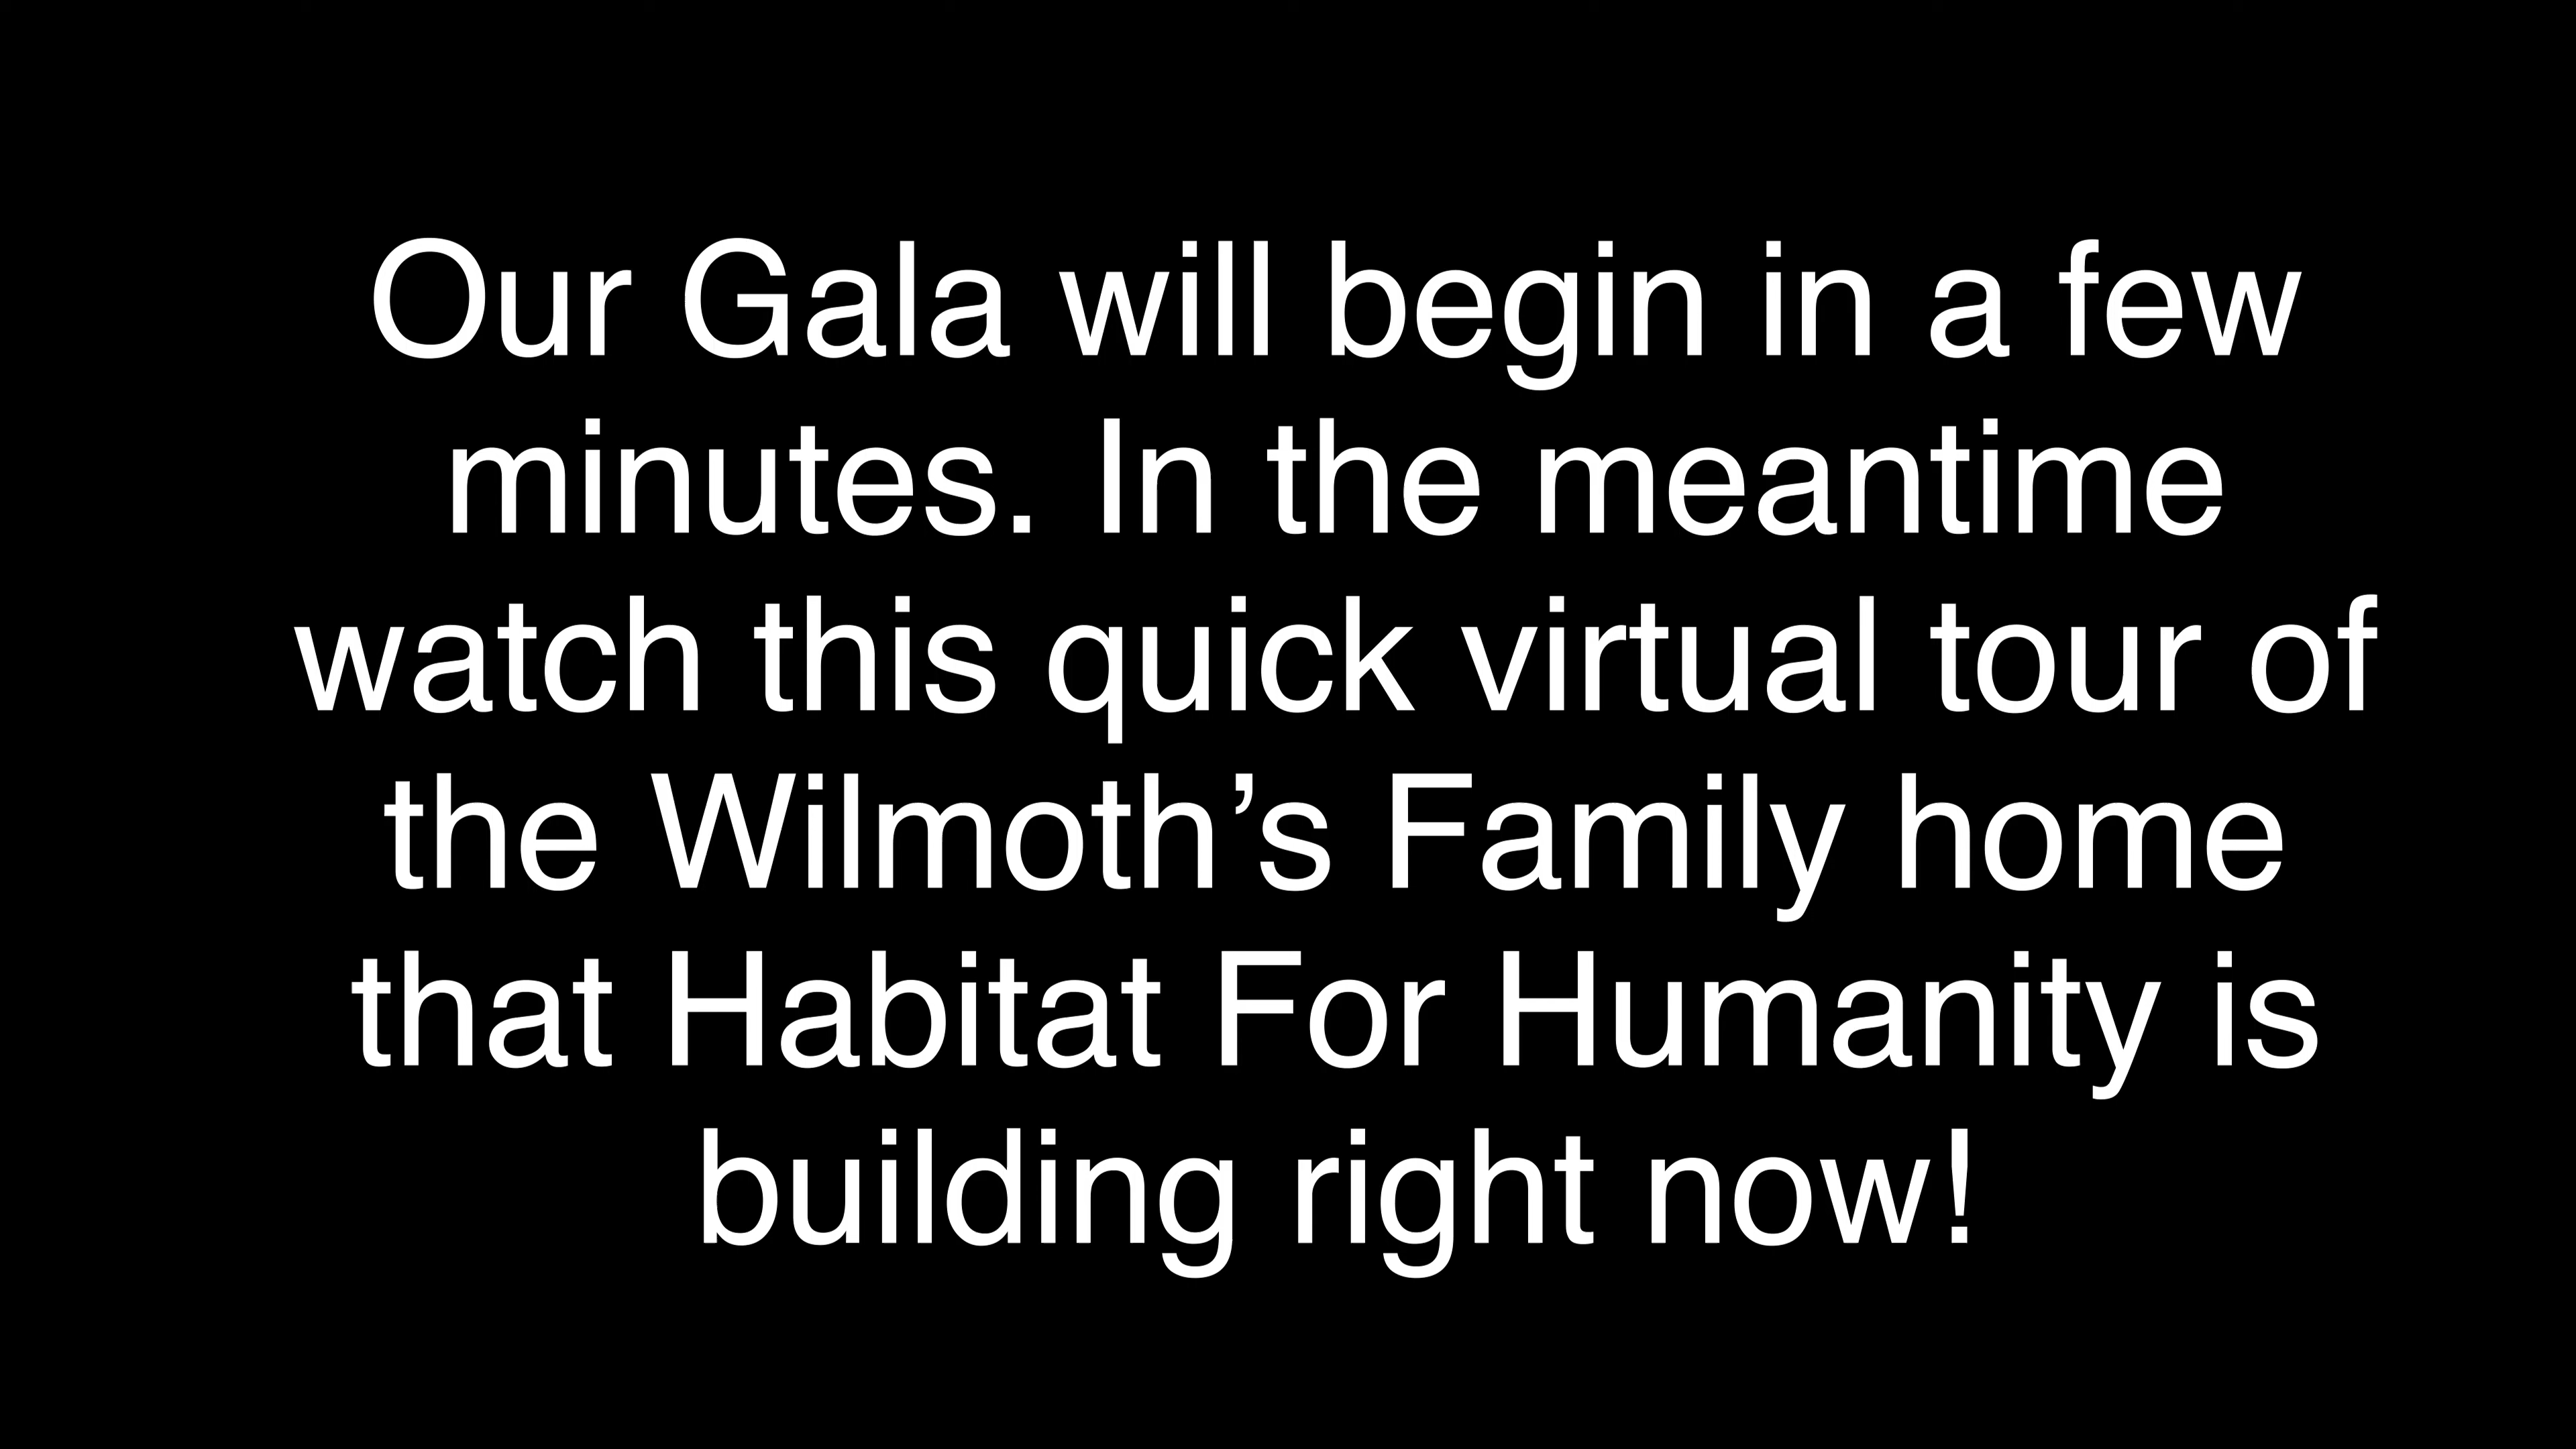 Our Gala will begin in a few
minutes. In the meantime
watch this quick virtual tour of
the Wilmoth’s Family home
that Habitat For Humanity is
building right now!